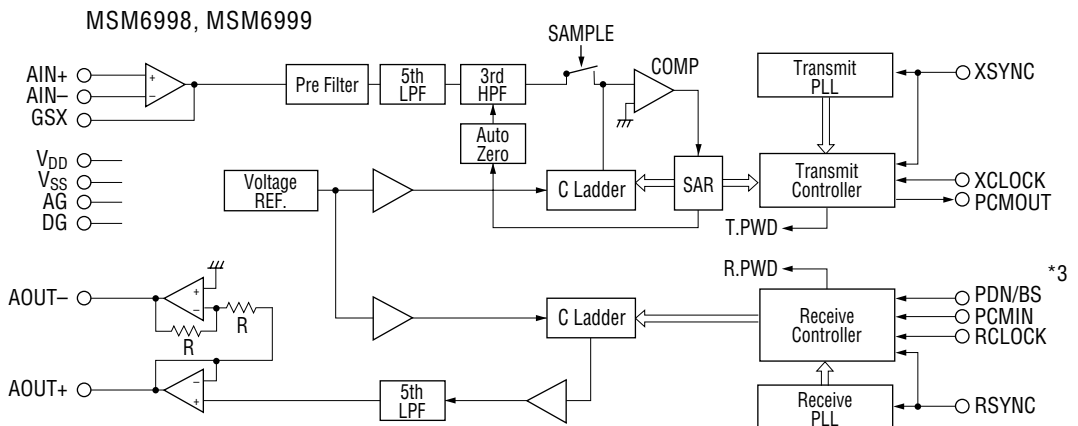 MSM6998, MSM6999
SAMPLE
AIN+
AIN–
GSX
+
–
Pre Filter
5th
LPF
3rd
HPF
COMP
Transmit
PLL
XSYNC
Auto
Zero
VDD
VSS
AG
DG
Voltage
REF.
C Ladder
SAR
Transmit
Controller
XCLOCK
PCMOUT
T.PWD
R.PWD
*3
AOUT–
+
–
R
R
C Ladder
Receive
Controller
PDN/BS
PCMIN
RCLOCK
AOUT+
–
+
5th
LPF
Receive
PLL
RSYNC